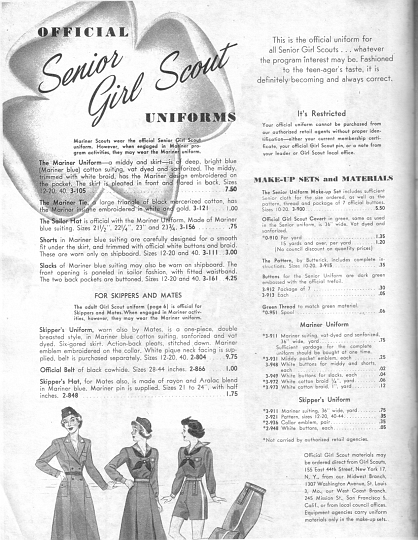 OFFICIAL
Senior
Girl Scout
UNIFORMS
Mariner Scouts wear the official Senior Girl Scout
uniform. However, when engaged in Mariner pro-
gram activities, they may wear the Mariner uniform.
The Mariner Uniform—a middy and skirt—is of deep, bright blue
(Mariner blue) cotton suiting, vat dyed and sanforized. The middy,
trimmed with white braid, has the Mariner design embroidered
on the pocket. The skirt is pleated in front and flared in back. Sizes
12-20, 40. 3-105 7.50
The Mariner Tie, a large triangle of black mercerized cotton, has
the Mariner insigne embroidered in white and gold. 3-121 1.00
The Sailor Hat is official with the Mariner Uniform. Made of Mariner
blue suiting. Sizes 21½", 22¼", 23" and 23¾. 3-156 .75
Shorts in Mariner blue suiting are carefully designed for a smooth
fit under the skirt, and trimmed with official white buttons and braid.
These are worn only on shipboard. Sizes 12-20 and 40. 3-111 3.00
Slacks of Mariner blue suiting may also be worn on shipboard. The
front opening is paneled in sailor fashion, with fitted waistband.
The two back pockets are buttoned. Sizes 12-20 and 40. 3-161 4.25
FOR SKIPPERS AND MATES
The adult Girl Scout uniform (page 6) is official for
Skippers and Mates. When engaged in Mariner activ-
ities, however, they may wear the Mariner uniform.
Skipper's Uniform, worn also by Mates, is a one-piece, double
breasted style, in Mariner blue cotton suiting, sanforized and vat
dyed. Six-gored skirt. Action-back pleats, stitched down. Mariner
emblem embroidered on the collar. White pique neck facing is sup-
plied, belt is purchased separately. Sizes 12-20, 40. 2-804 9.75
Official Belt of black cowhide. Sizes 28-44 inches. 2-866 1.00
Skipper's Hat, for Mates also, is made of rayon and Aralac blend
in Mariner blue. Mariner pin is supplied. Sizes 21 to 24", with half
inches. 2-848 1.75
This is the official uniform for
all Senior Girl Scouts . . . whatever
the program interest may be. Fashioned
to the teen-ager's taste, it is
definitely becoming and always correct.
It's Restricted
Your official uniform cannot be purchased from
our authorized retail agents without proper iden-
tification—either your current membership certi-
ficate, your official Girl Scout pin, or a note from
your leader or Girl Scout local office.
MAKE-UP SETS and MATERIALS
The Senior Uniform Make-up Set includes sufficient
Senior cloth for the size ordered, as well as the
pattern, thread and package of 7 official buttons.
5.50
Official Girl Scout Covert in green, same as used
in the Senior uniform, is 36" wide. Vat dyed and
sanforized.
Per yard 1.25
1.20
(No council discount on quantity prices)
The Pattern, by Butterick, includes complete in-
structions. Sizes 10-20. .35
Buttons for the Senior Uniform are dark green
embossed with the official trefoil.
3-912 Package of 7 .30
3-913 Each .05
Green Thread to match green material.
*0-951 Spool .06
Mariner Uniform
*3-911 Mariner suiting, vat-dyed and sanforized,
36" wide, yard .75
Sufficient yardage for the complete
uniform should be bought at one time.
*3-931 Middy pocket emblem, each .25
3-948 White buttons for middy and shorts,
each .02
3-949 White buttons for slacks, each .04
*3-972 White cotton braid ⅛", yard .06
*3-973 White cotton braid, 1", yard .12
Skipper's Uniform
*2-911 Mariner suiting, 36" wide, yard .75
*2-921 Pattern, sizes 12-20, 40-44 .35
*2-936 Collar emblem, pair .25
*2-948 White buttons, each .05
*Not carried by authorized retail agencies.
Official Girl Scout materials may
be ordered direct from Girl Scouts,
155 East 44th Street, New York 17,
N. Y., from our Midwest Branch,
1307 Washington Avenue, St. Louis
3, Mo., our West Coast Branch,
245 Mission St., San Francisco 5,
Calif., or from local council offices.
Equipment agencies carry uniform
materials only in the make-up sets.